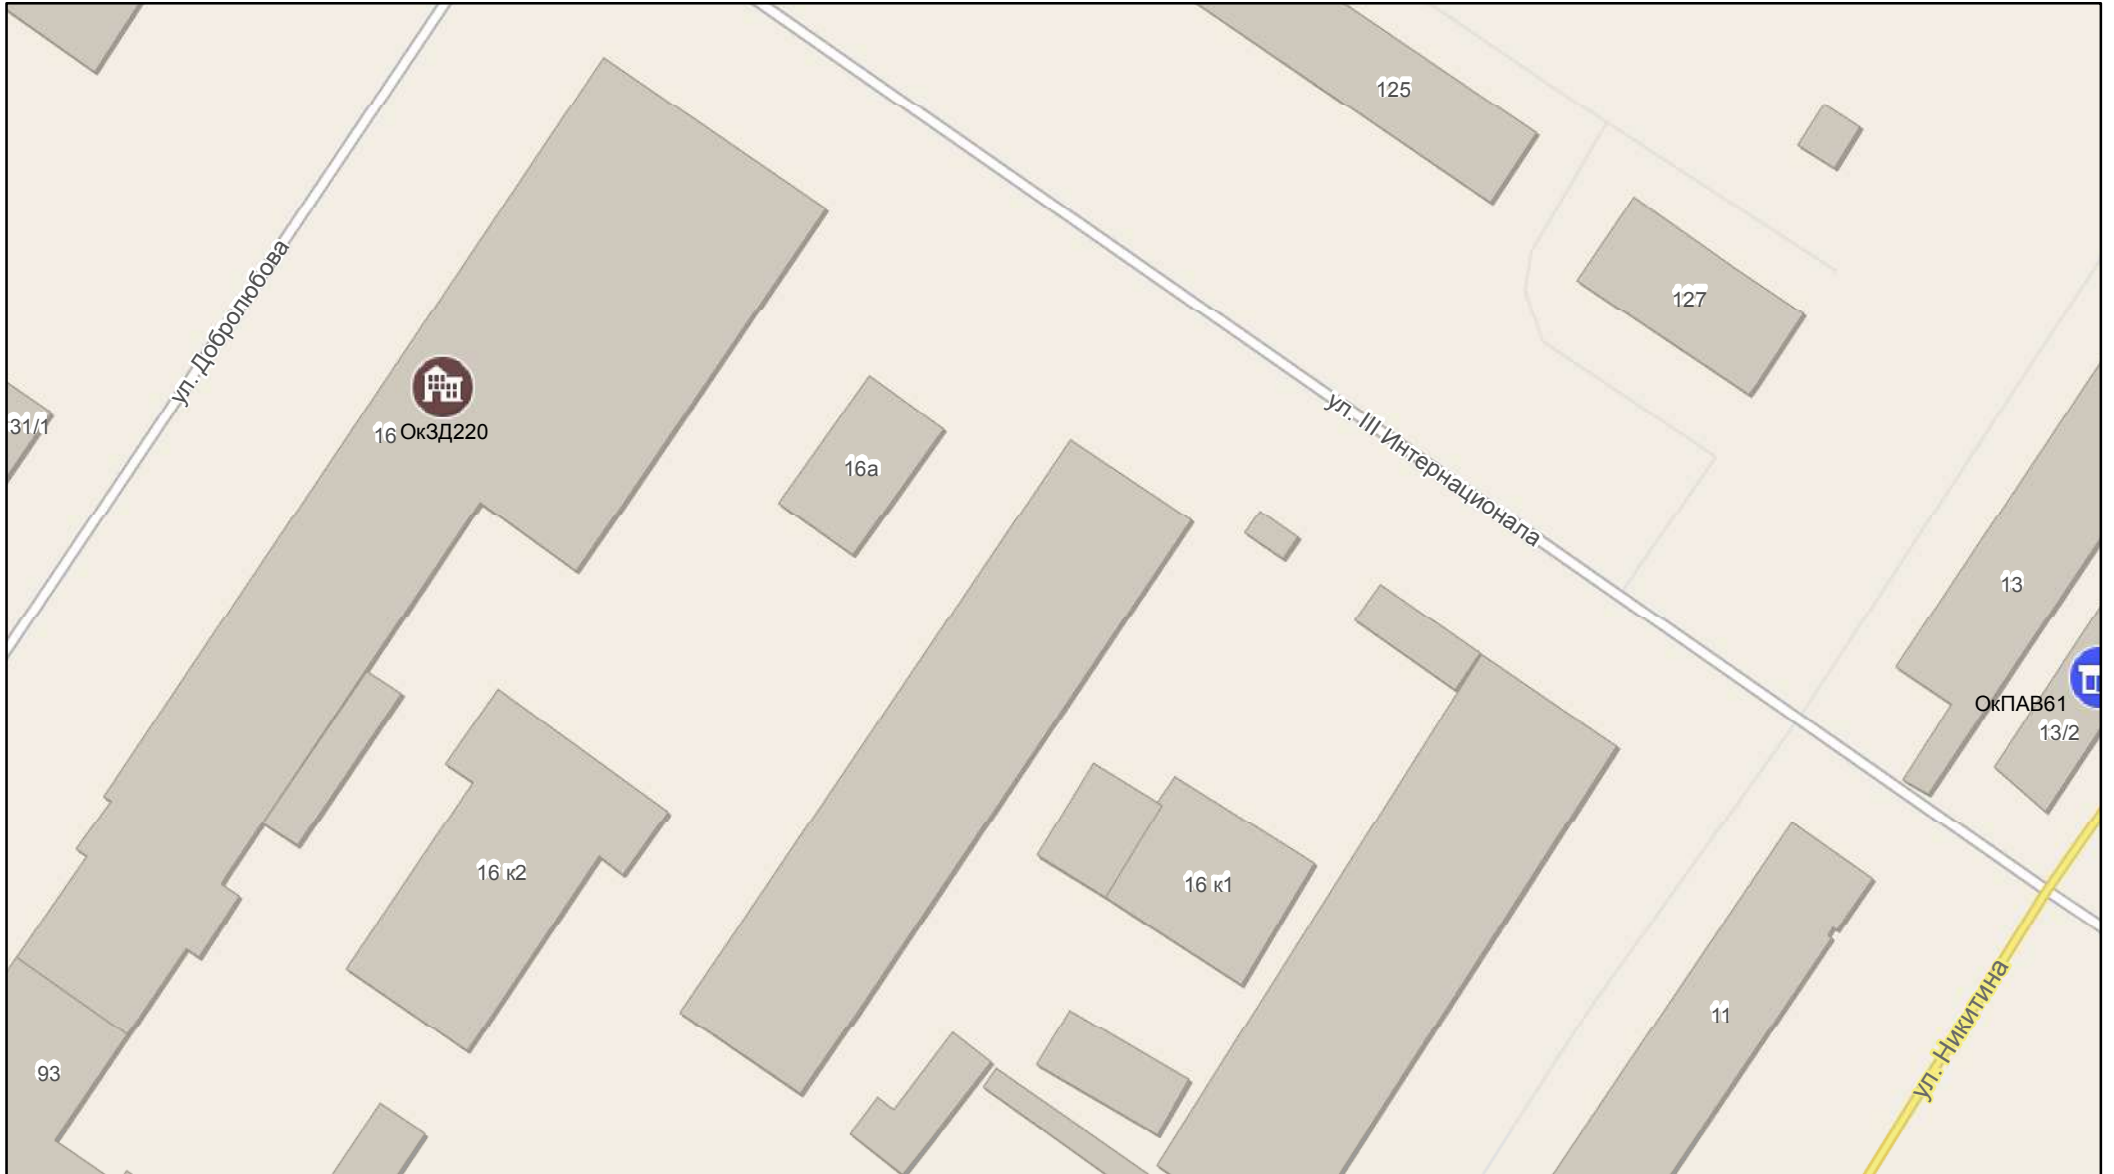 125
ул. Добролюбова
127
31/1
16
ОкЗД220
16а
ул. III Интернационала
13
ОкПАВ61
13/2
16 к2
16 к1
11
93
ул. Никитина